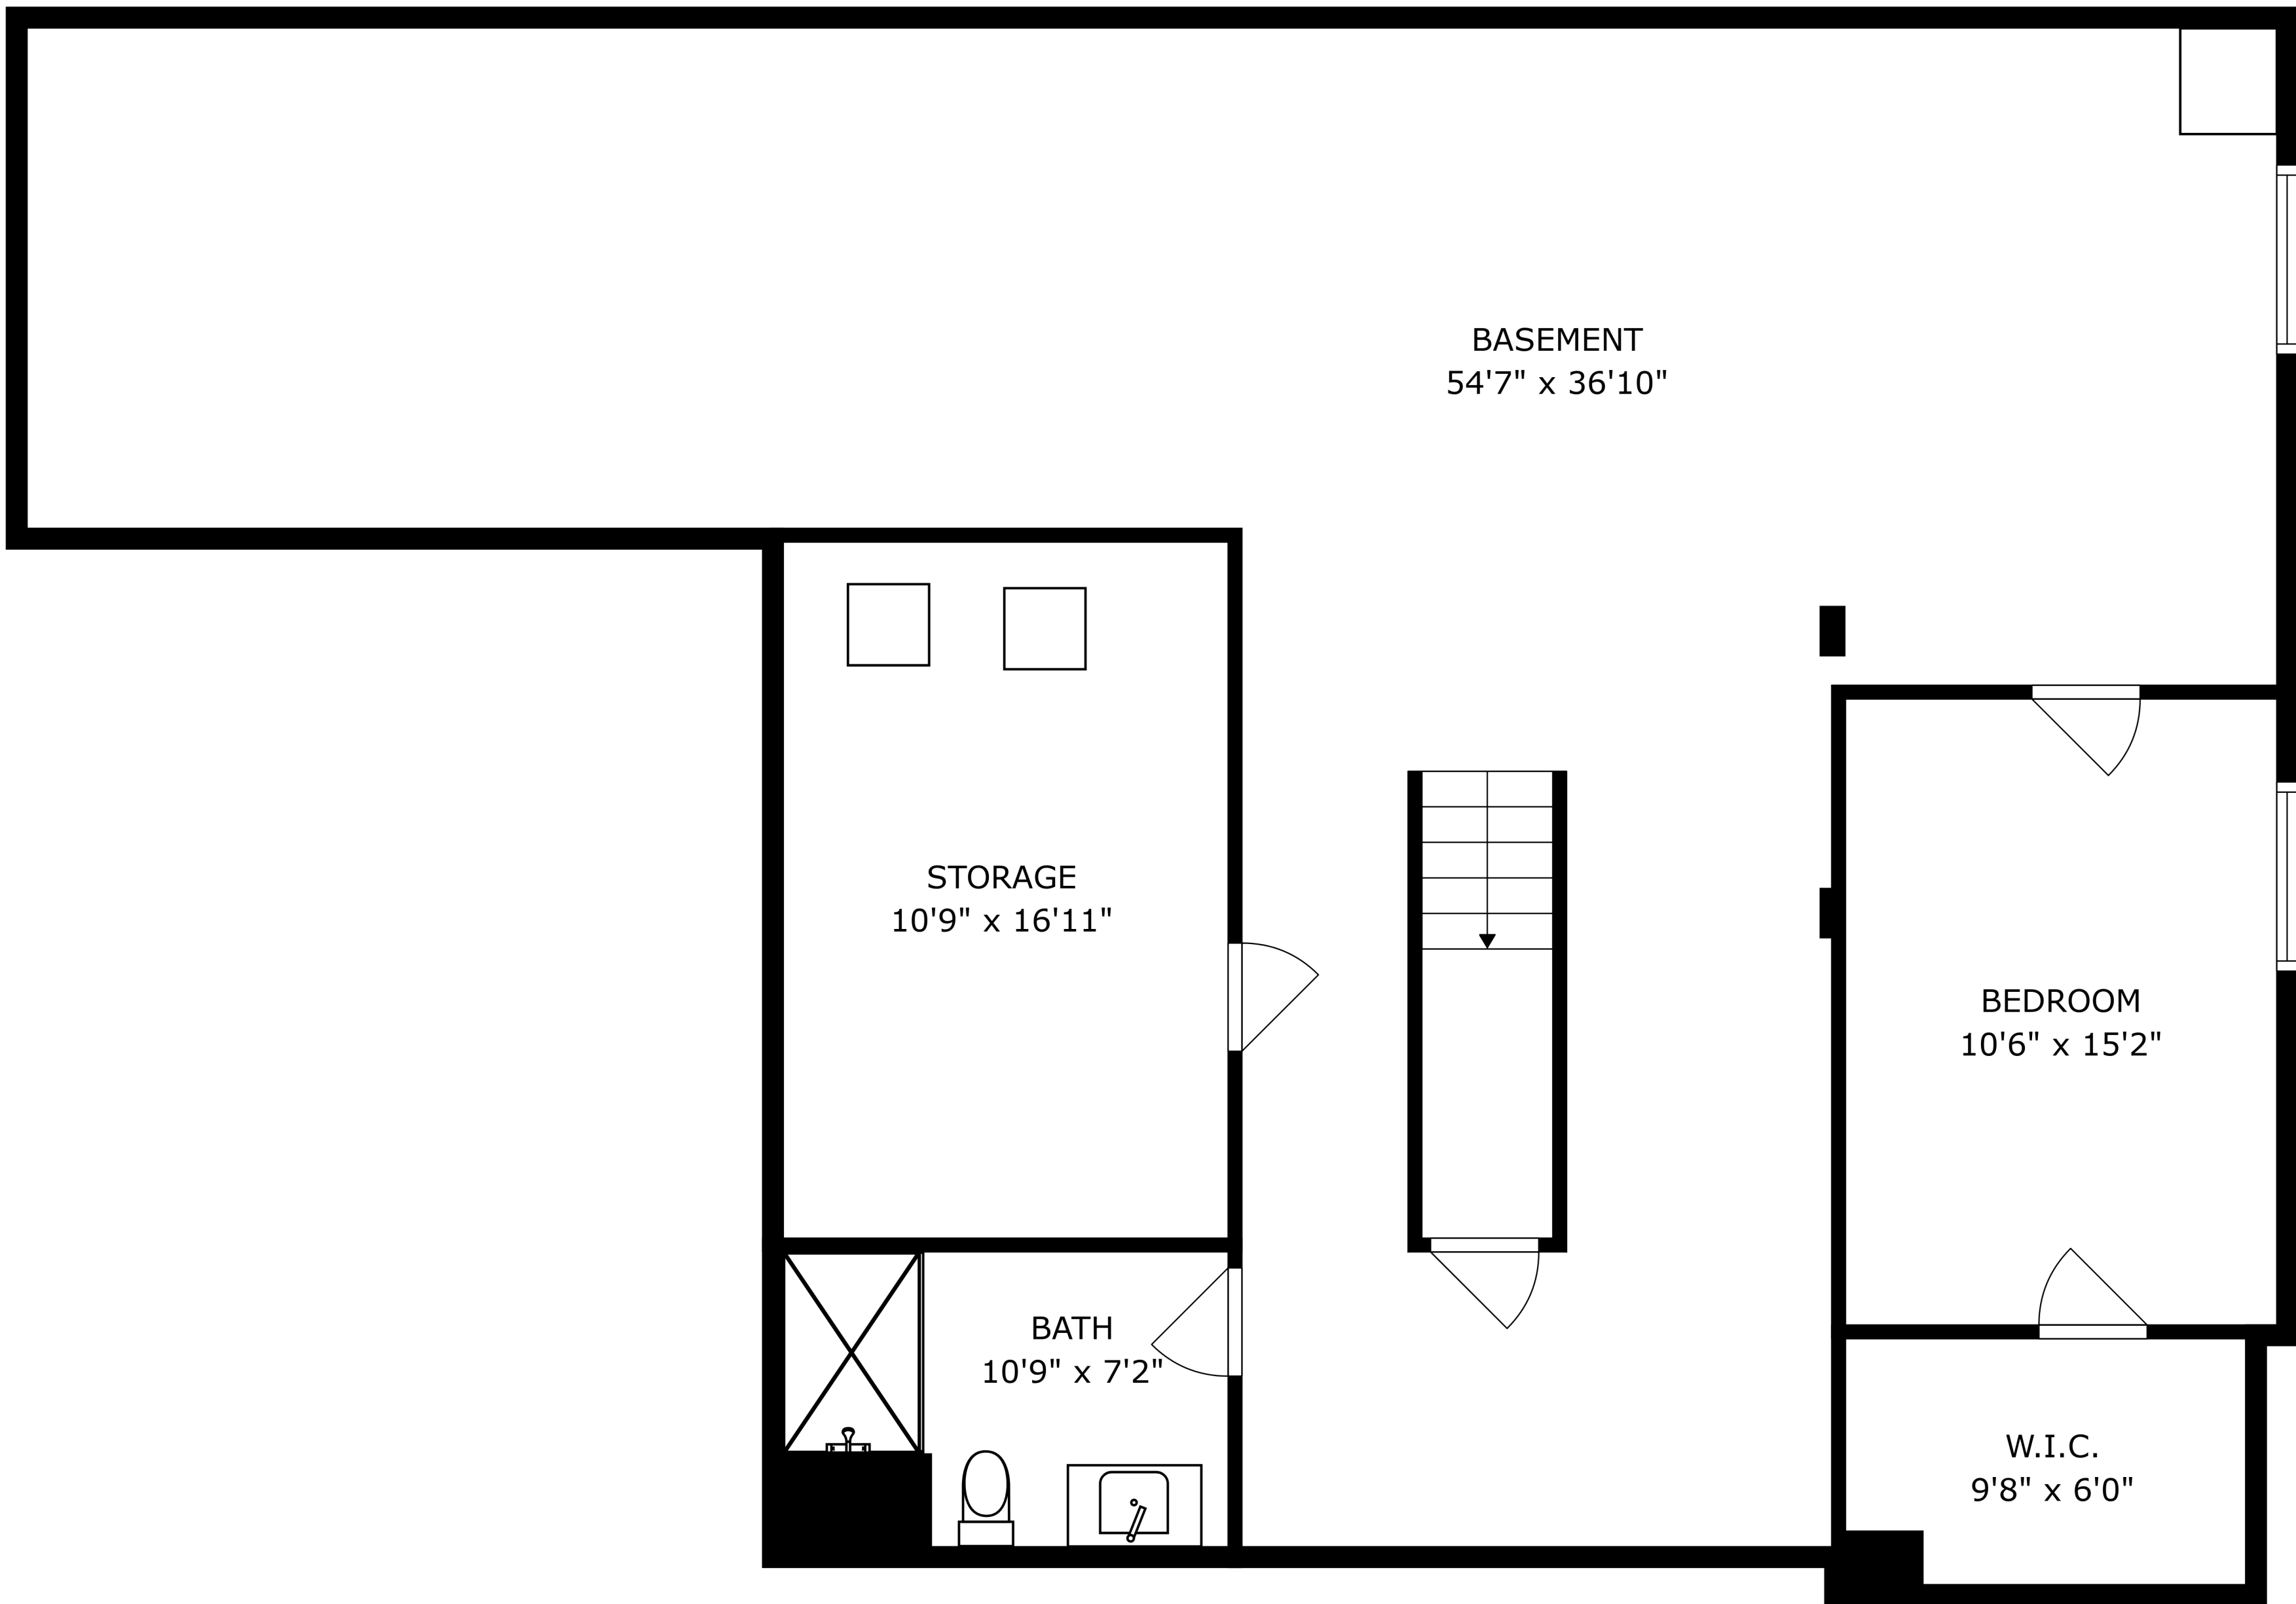 BASEMENT
54'7" x 36'10"
STORAGE
10'9" x 16'11"
BEDROOM
10'6" x 15'2"
BATH
10'9" x 7'2"
W.I.C.
9'8" x 6'0"